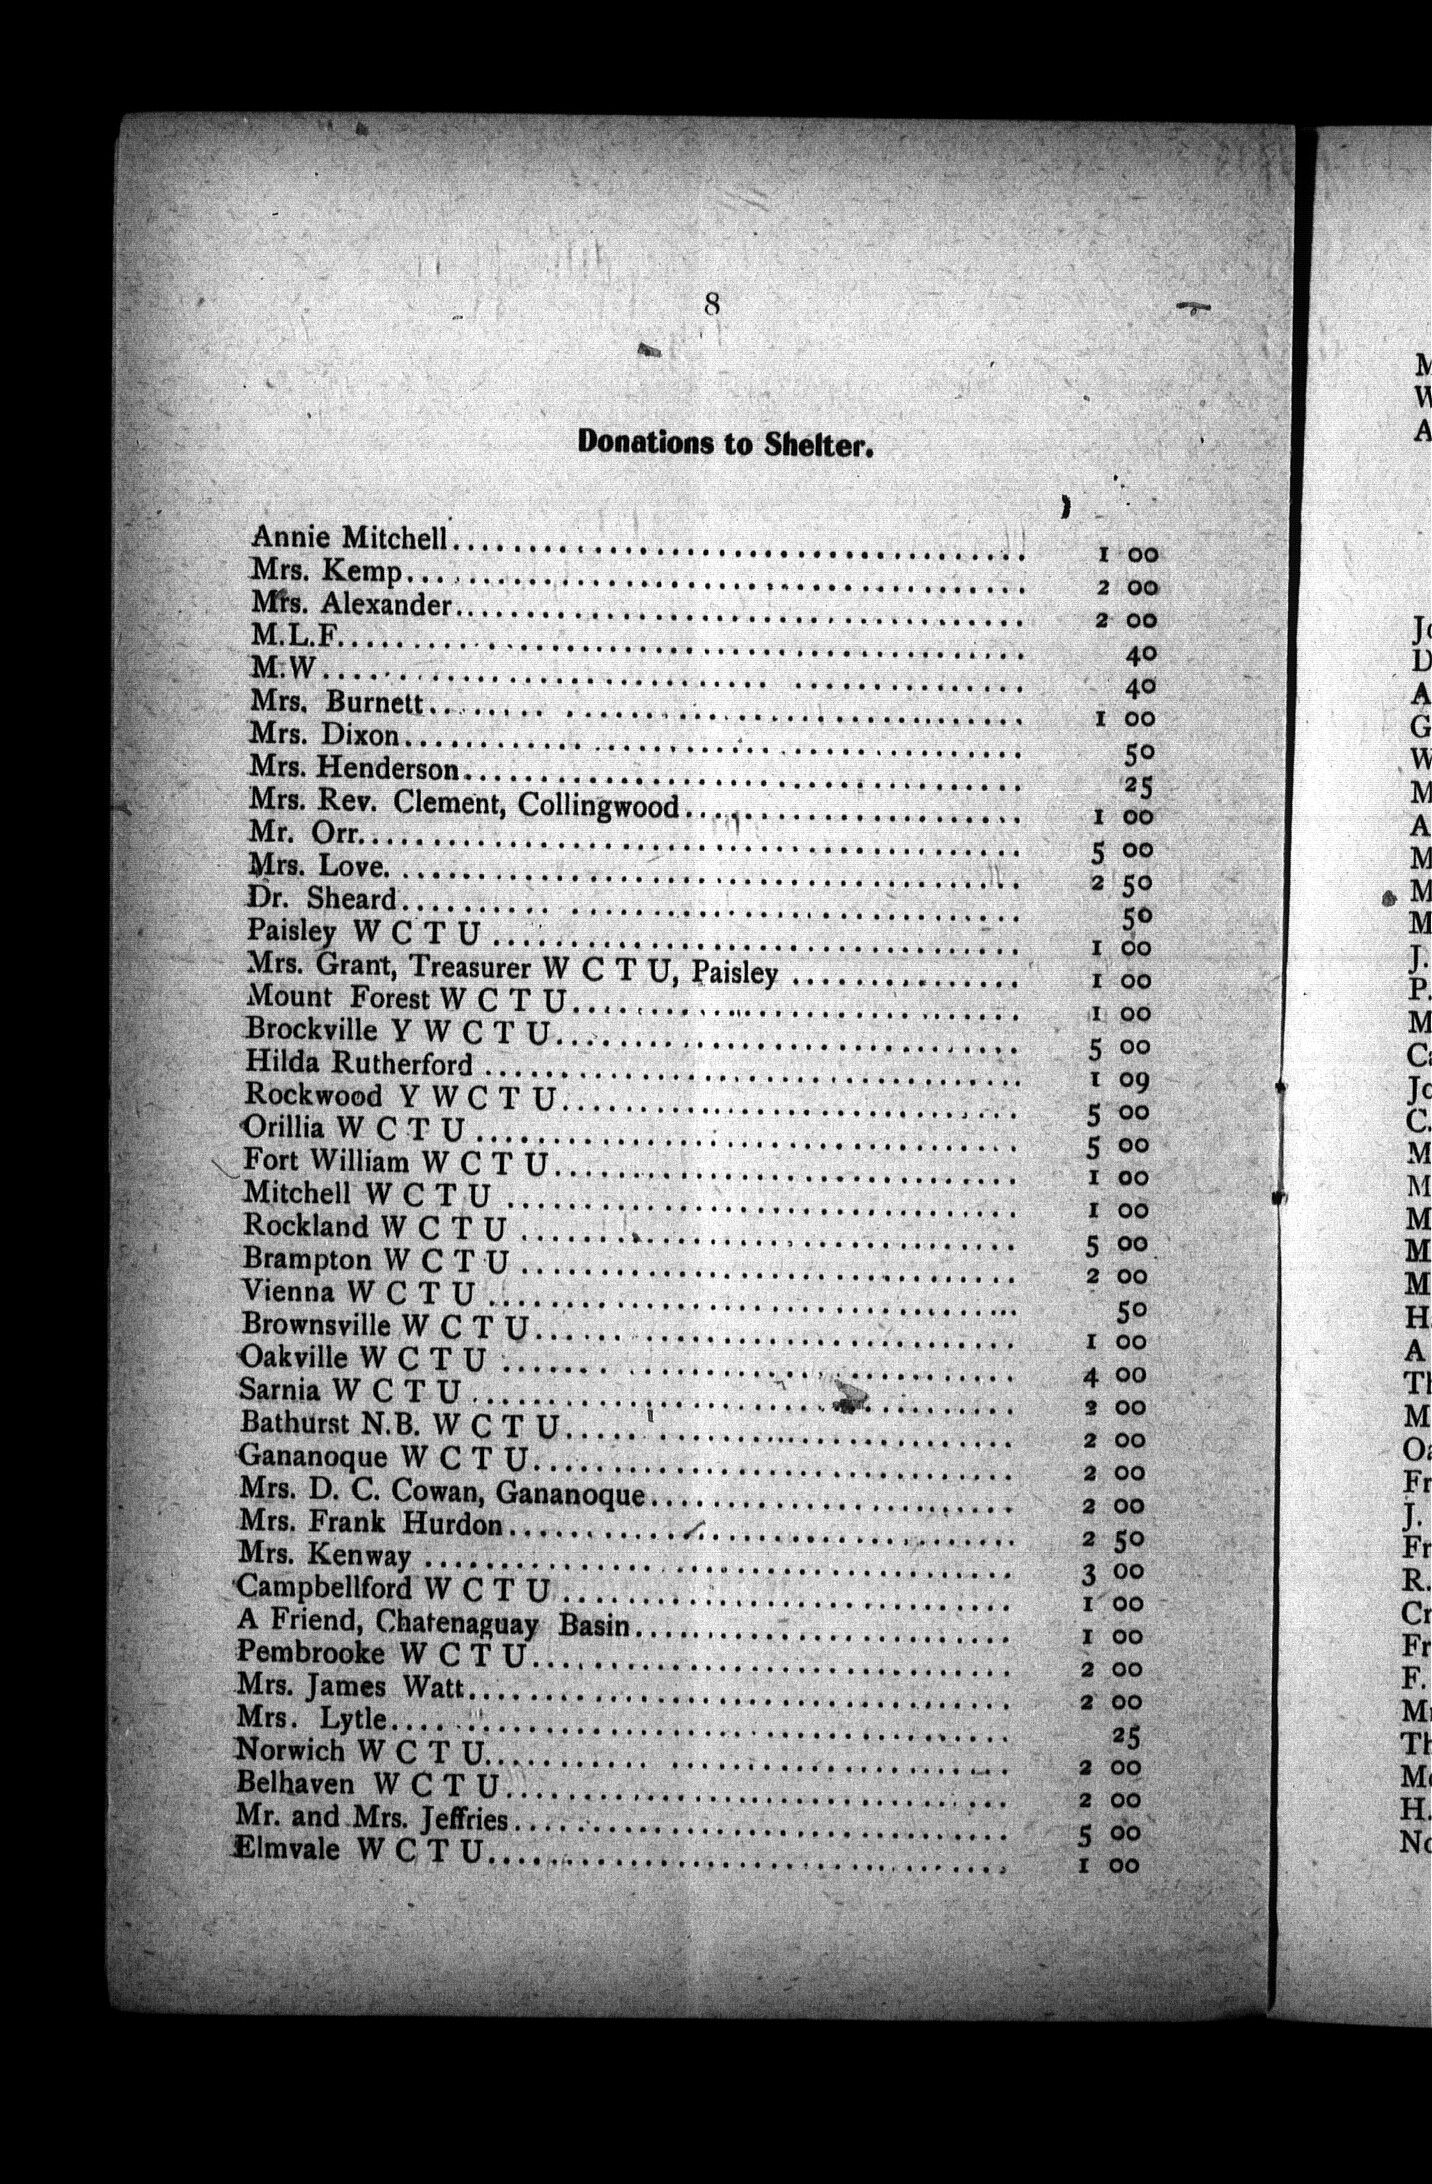 8
Donations to Shelter.
Annie Mitchell........ 1 00
Mrs. Kemp........ 2 00
Mrs. Alexander........ 2 00
M.L.F........ 40
M.W........ 40
Mrs. Burnett........ 1 00
Mrs. Dixon........ 50
Mrs. Henderson........ 25
Mrs. Rev. Clement, Collingwood........ 1 00
Mr. Orr........ 5 00
Mrs. Love........ 2 50
Dr. Sheard........ 50
Paisley W C T U ........ 1 00
Mrs. Grant, Treasurer W C T U, Paisley ........ 1 00
Mount Forest W C T U........ 1 00
Brockville Y W C T U........ 5 00
Hilda Rutherford ........ 1 09
Rockwood Y W C T U........ 5 00
Orillia W C T U ........ 5 00
Fort William W C T U........ 1 00
Mitchell W C T U ........ 1 00
Rockland W C T U ........ 5 00
Brampton W C T U ........ 2 00
Vienna W C T U ........ 50
Brownsville W C T U........ 1 00
Oakville W C T U ........ 4 00
Sarnia W C T U ........ 2 00
Bathurst N.B. W C T U........ 2 00
Gananoque W C T U........ 2 00
Mrs. D. C. Cowan, Gananoque........ 2 00
Mrs. Frank Hurdon........ 2 50
Mrs. Kenway ........ 3 00
Campbellford W C T U ........ 1 00
A Friend, Chatenaguay Basin........ 1 00
Pembrooke W C T U........ 2 00
Mrs. James Watt........ 2 00
Mrs. Lytle........ 25
Norwich W C T U........ 2 00
Belhaven W C T U........ 2 00
Mr. and Mrs. Jeffries........ 5 00
Elmvale W C T U........ 1 00